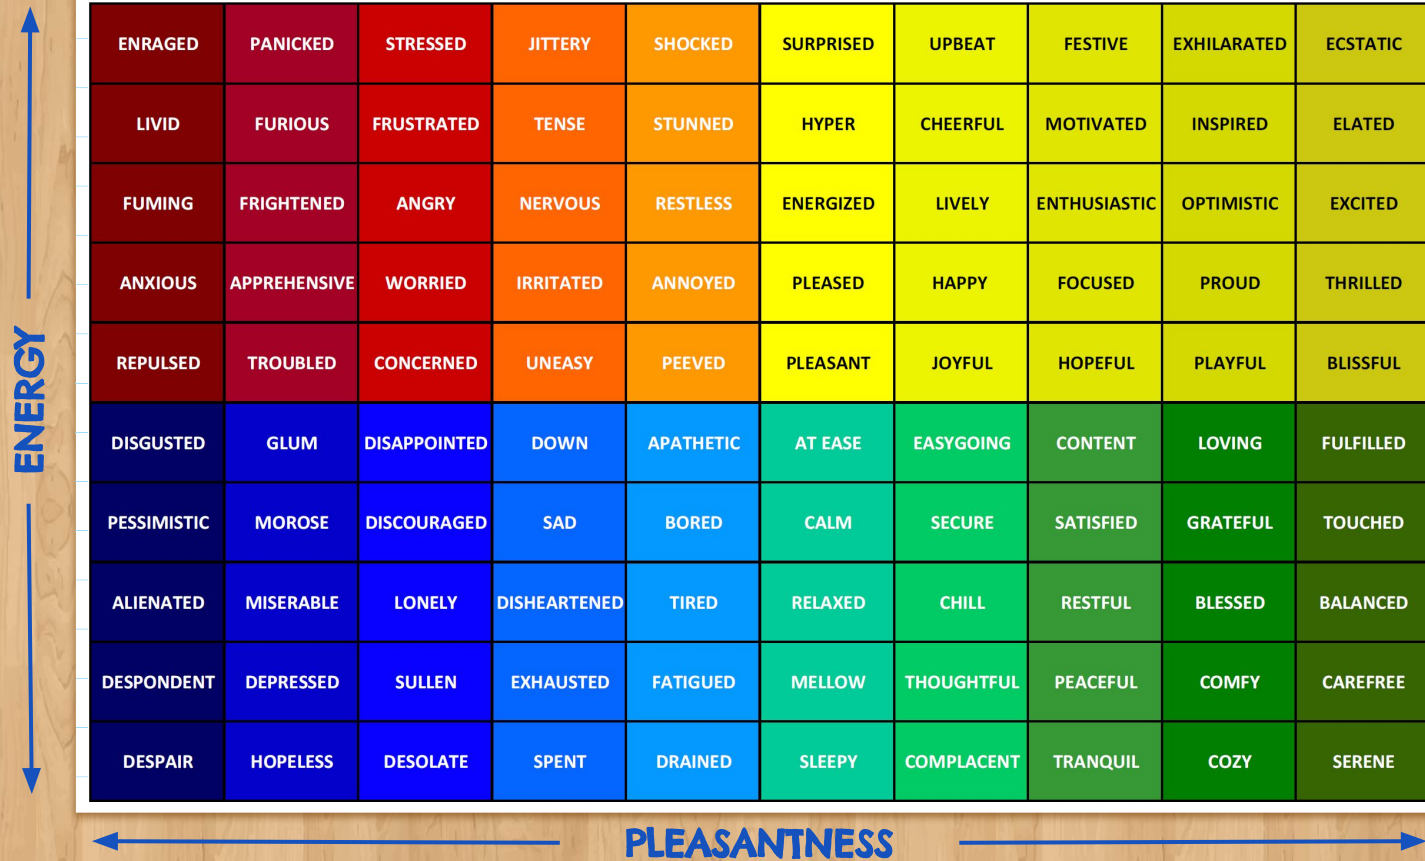 ENRAGED PANICKED STRESSED JITTERY SHOCKED SURPRISED UPBEAT FESTIVE EXHILARATED ECSTATIC
LIVID FURIOUS FRUSTRATED TENSE STUNNED HYPER CHEERFUL MOTIVATED INSPIRED ELATED
FUMING FRIGHTENED ANGRY NERVOUS RESTLESS ENERGIZED LIVELY ENTHUSIASTIC OPTIMISTIC EXCITED
ANXIOUS APPREHENSIVE WORRIED IRRITATED ANNOYED PLEASED HAPPY FOCUSED PROUD THRILLED
REPULSED TROUBLED CONCERNED UNEASY PEEVED PLEASANT JOYFUL HOPEFUL PLAYFUL BLISSFUL
ENERGY
DISGUSTED GLUM DISAPPOINTED DOWN APATHETIC AT EASE EASYGOING CONTENT LOVING FULFILLED
PESSIMISTIC MOROSE DISCOURAGED SAD BORED CALM SECURE SATISFIED GRATEFUL TOUCHED
ALIENATED MISERABLE LONELY DISHEARTENED TIRED RELAXED CHILL RESTFUL BLESSED BALANCED
DESPONDENT DEPRESSED SULLEN EXHAUSTED FATIGUED MELLOW THOUGHTFUL PEACEFUL COMFY CAREFREE
DESPAIR HOPELESS DESOLATE SPENT DRAINED SLEEPY COMPLACENT TRANQUIL COZY SERENE
PLEASANTNESS